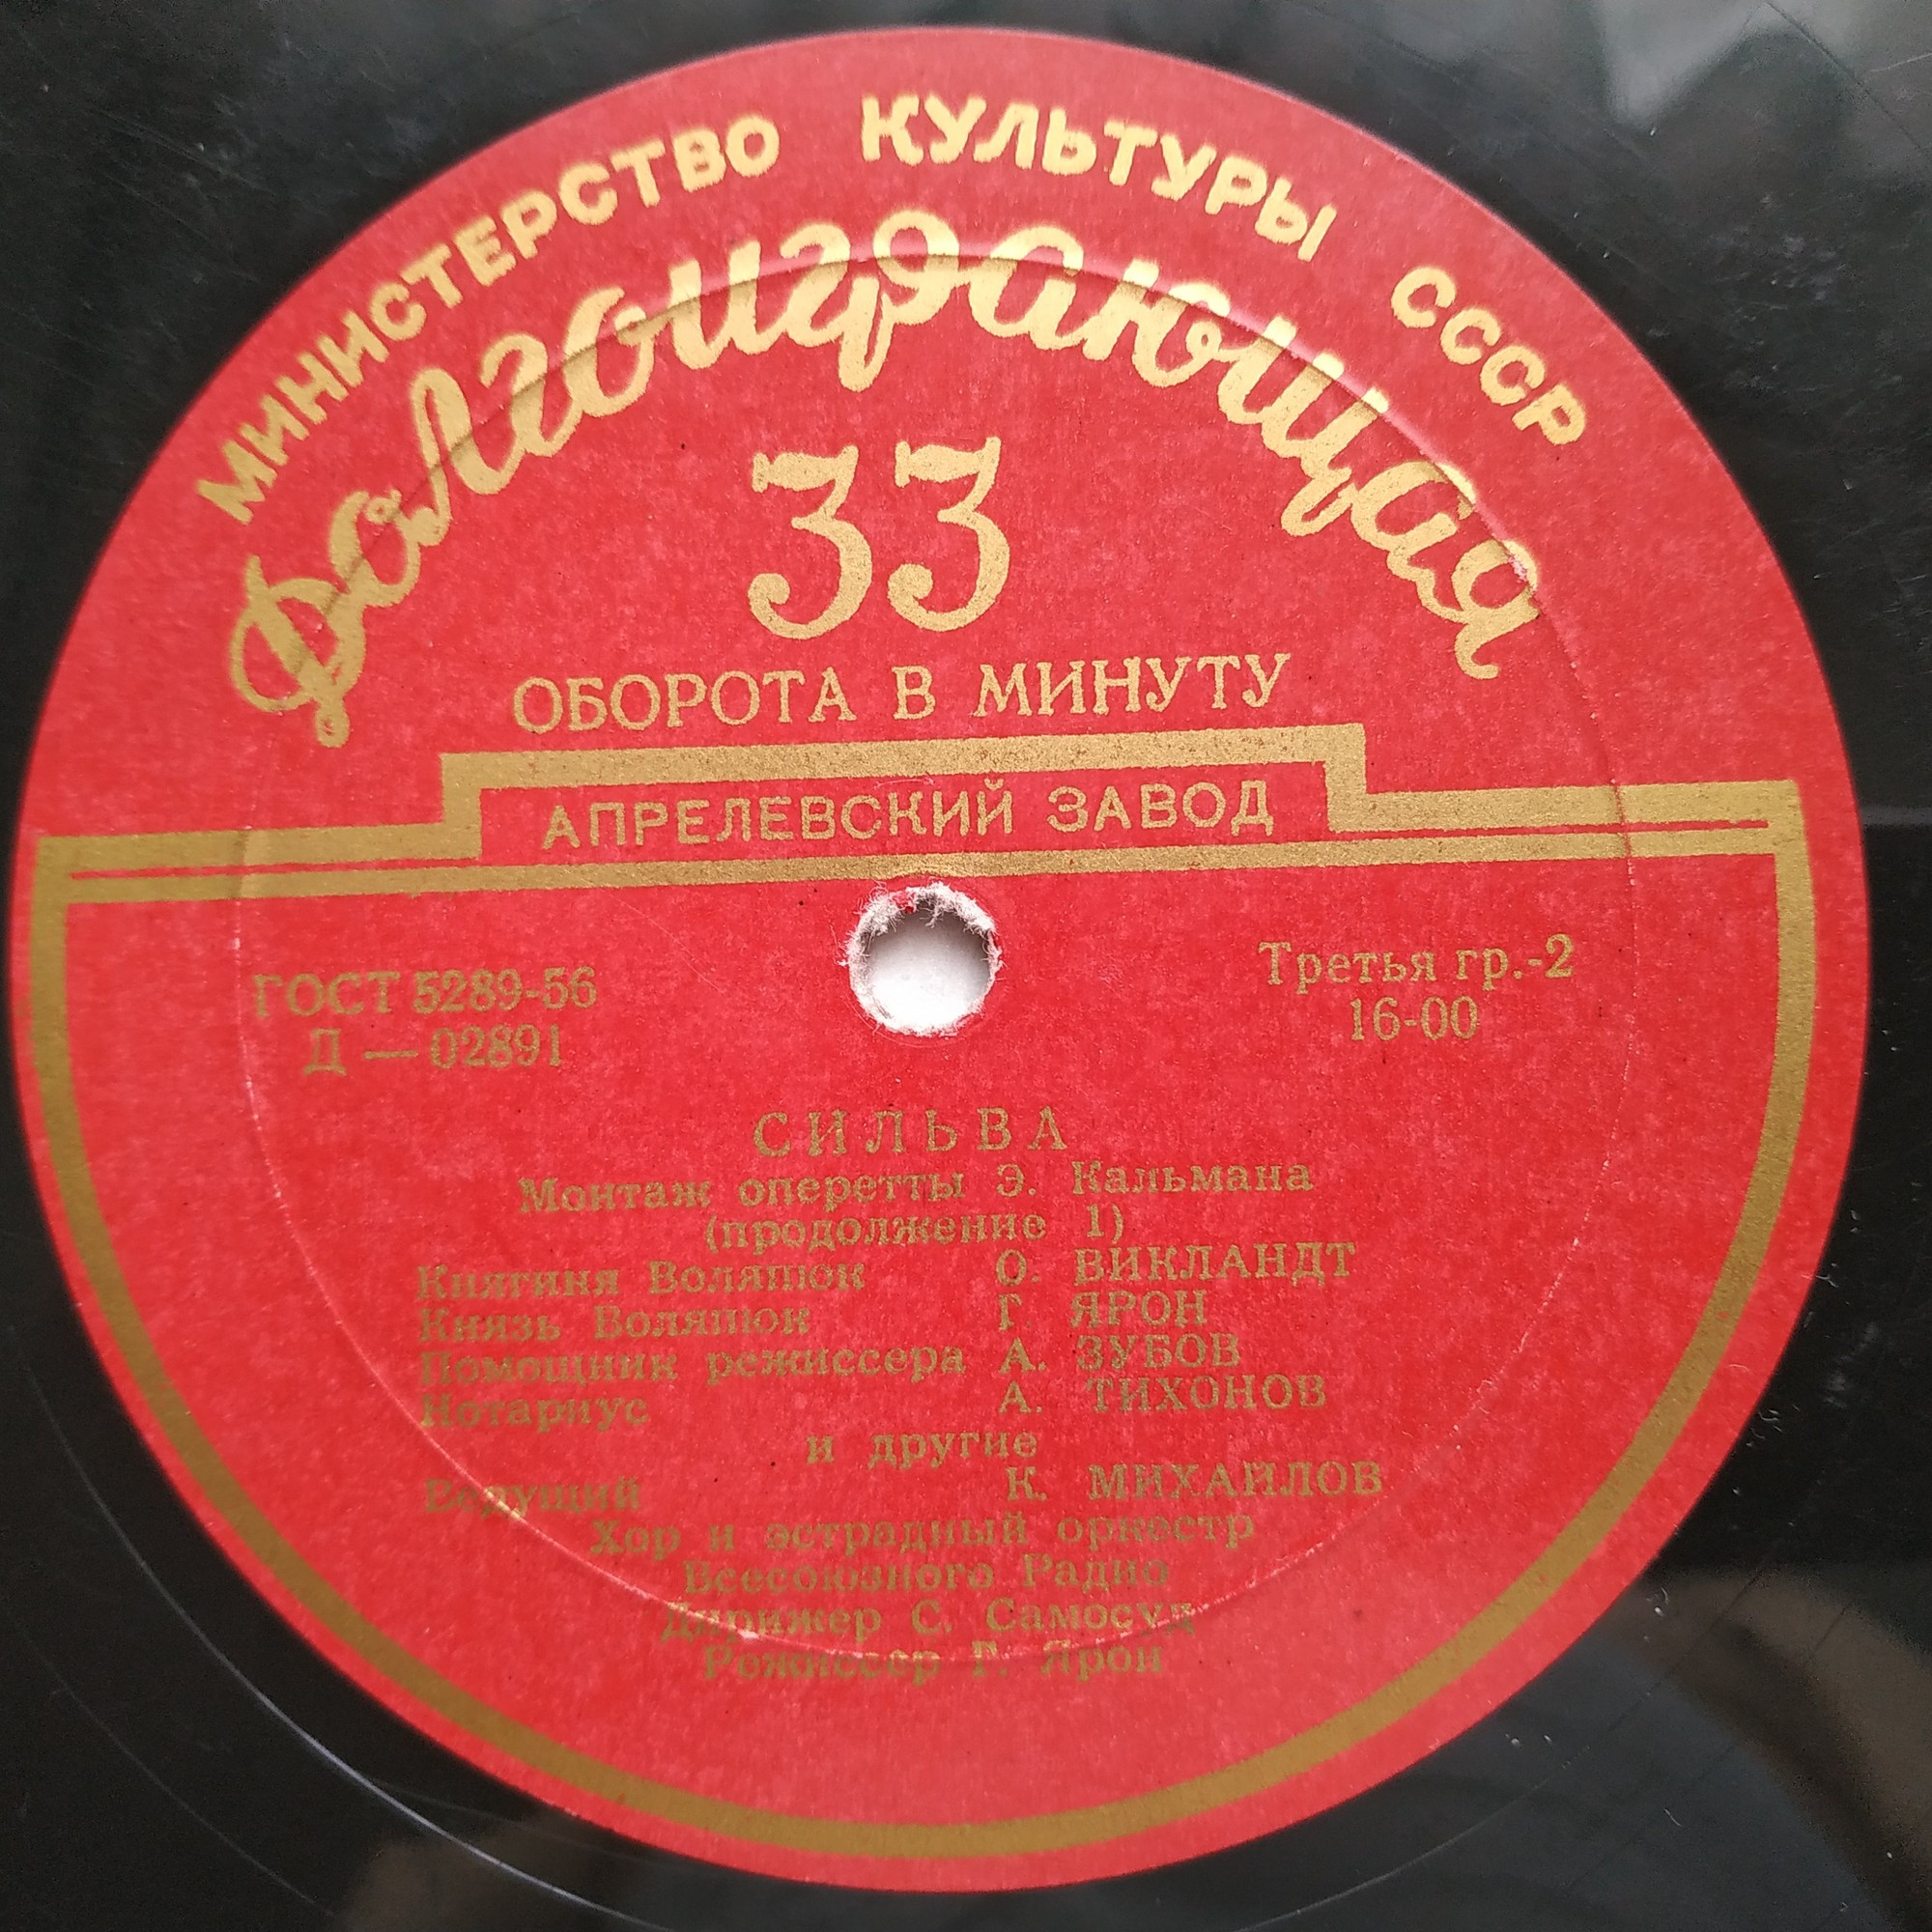 МИНИСТЕРСТВО КУЛЬТУРЫ СССР
Долгоиграющая
33
ОБОРОТА В МИНУТУ
АПРЕЛЕВСКИЙ ЗАВОД
ГОСТ 5289-56
Д — 02891
Третья гр.-2
16-00
СИЛЬВА
Монтаж оперетты Э. Кальмана
(продолжение 1)
Княгиня Воляпюк О. ВИКЛАНДТ
Князь Воляпюк Г. ЯРОН
Помощник режиссера А. ЗУБОВ
Нотариус А. ТИХОНОВ
и другие
Ведущий К. МИХАЙЛОВ
Хор и эстрадный оркестр
Всесоюзного Радио
Дирижер С. Самосуд
Режиссер Г. Ярон